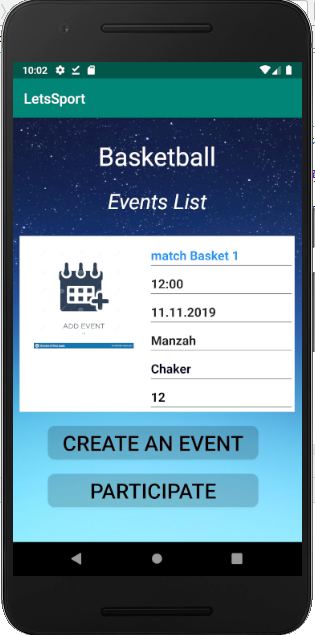 10:02
LetsSport
Basketball
Events List
ADD EVENT
match Basket 1
12:00
11.11.2019
Manzah
Chaker
12
CREATE AN EVENT
PARTICIPATE